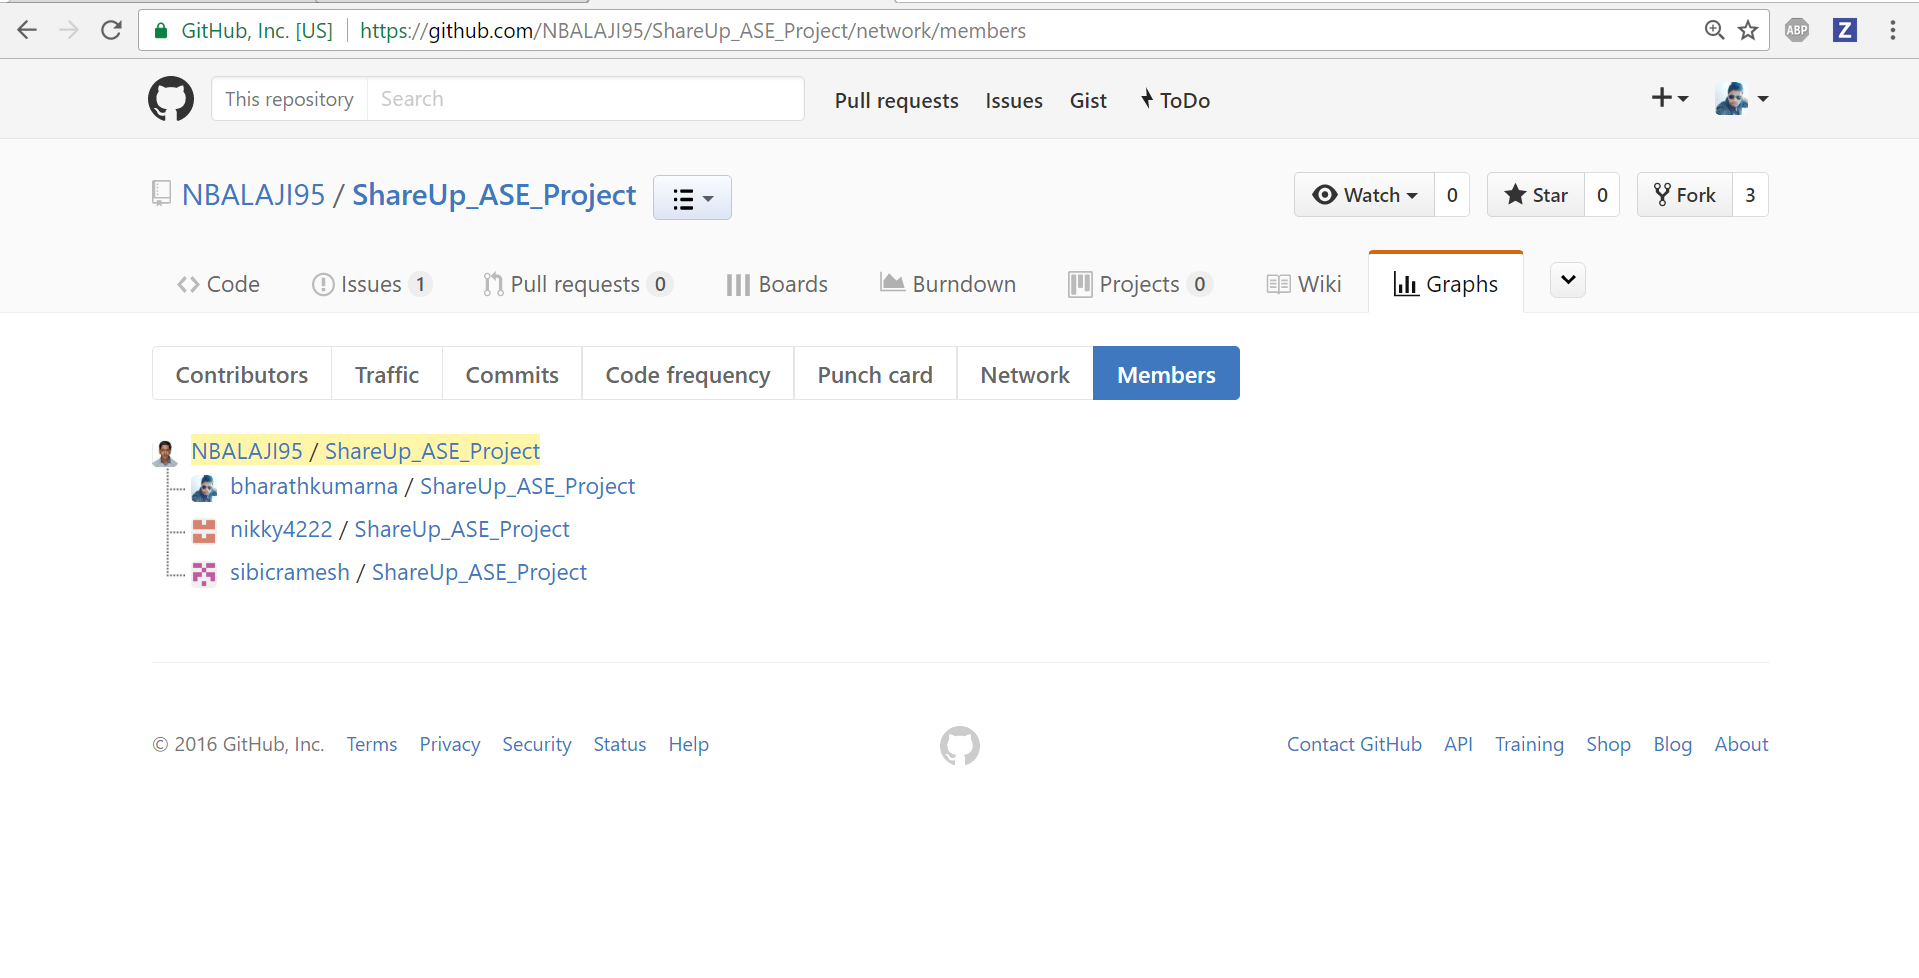 GitHub, Inc. [US] https://github.com/NBALAJI95/ShareUp_ASE_Project/network/members ABP Z
This repository Search Pull requests Issues Gist ToDo
NBALAJI95 / ShareUp_ASE_Project Watch 0 Star 0 Fork 3
Code Issues 1 Pull requests 0 Boards Burndown Projects 0 Wiki Graphs
Contributors Traffic Commits Code frequency Punch card Network Members
NBALAJI95 / ShareUp_ASE_Project
bharathkumarna / ShareUp_ASE_Project
nikky4222 / ShareUp_ASE_Project
sibicramesh / ShareUp_ASE_Project
© 2016 GitHub, Inc. Terms Privacy Security Status Help Contact GitHub API Training Shop Blog About